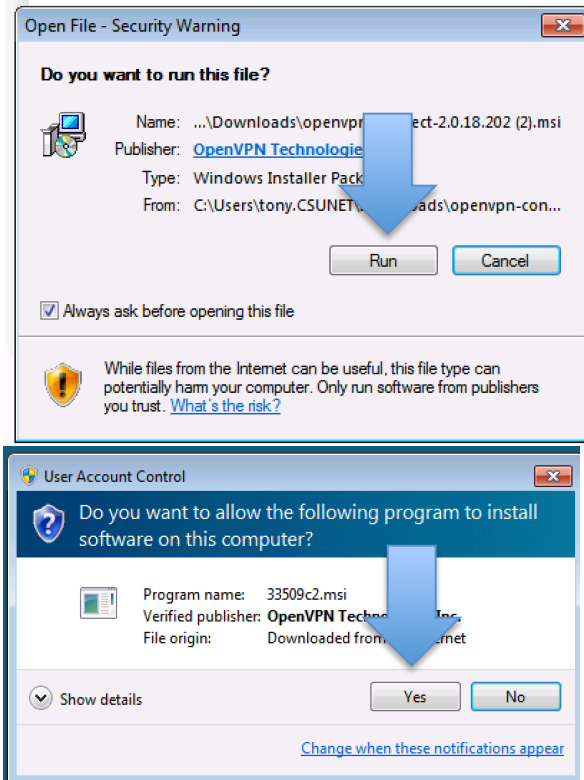 Open File - Security Warning
Do you want to run this file?
Name: ...\Downloads\openvpn ect-2.0.18.202 (2).msi
Publisher: OpenVPN Technologie
Type: Windows Installer Pack
From: C:\Users\tony.CSUNET\ ads\openvpn-con...
Run Cancel
Always ask before opening this file
While files from the Internet can be useful, this file type can
potentially harm your computer. Only run software from publishers
you trust. What's the risk?
User Account Control
Do you want to allow the following program to install
software on this computer?
Program name: 33509c2.msi
Verified publisher: OpenVPN Techno Inc.
File origin: Downloaded from rnet
Show details Yes No
Change when these notifications appear